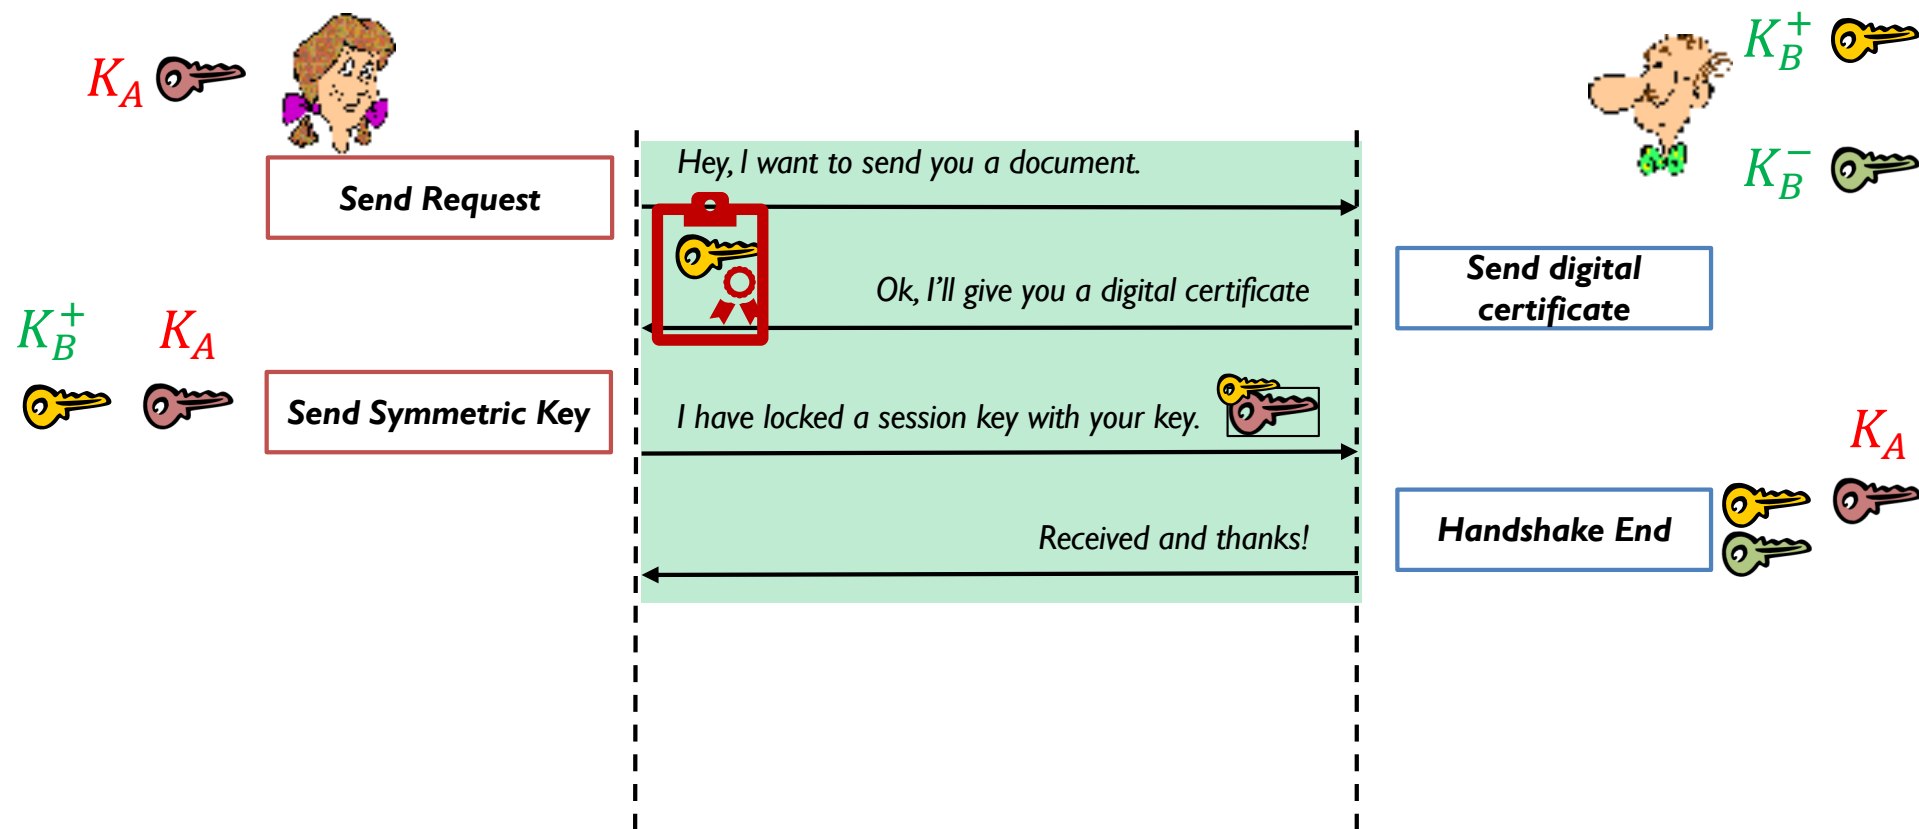 K_A
K_B^+
K_B^-
Hey, I want to send you a document.
Send Request
Ok, I'll give you a digital certificate
Send digital
certificate
K_B^+ K_A
Send Symmetric Key
I have locked a session key with your key.
K_A
Received and thanks!
Handshake End